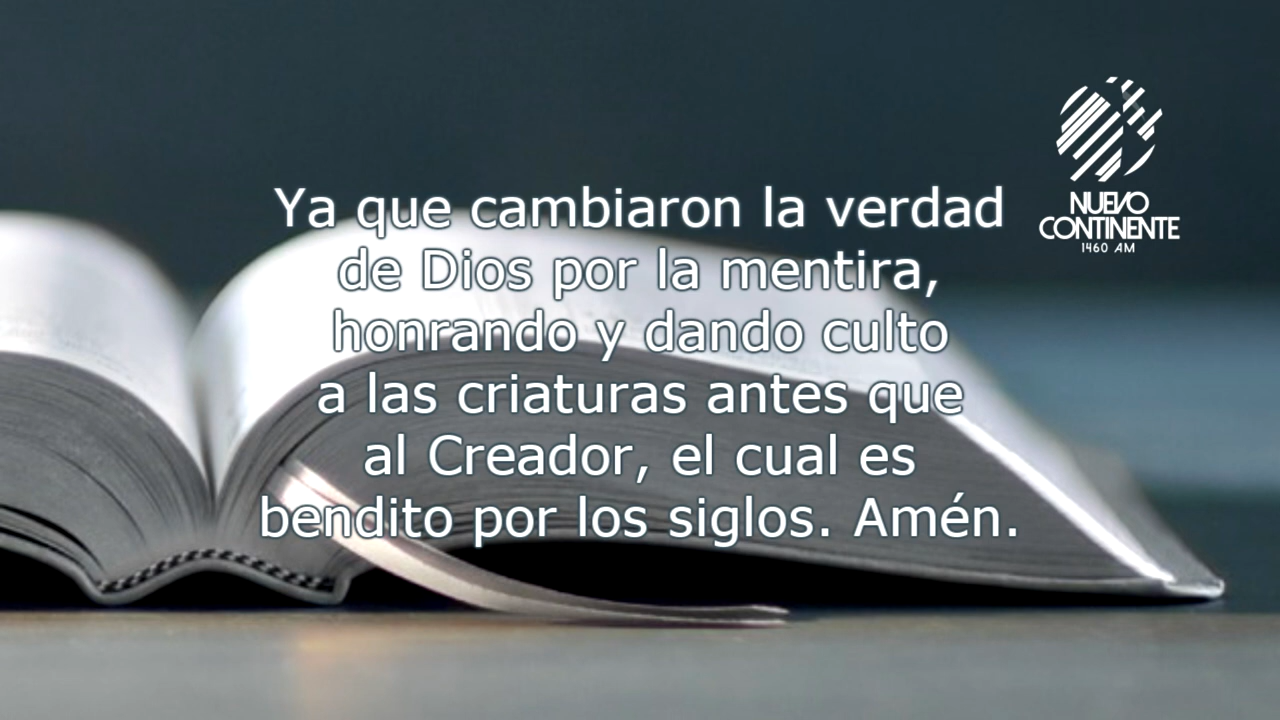 Ya que cambiaron la verdad
de Dios por la mentira,
honrando y dando culto
a las criaturas antes que
al Creador, el cual es
bendito por los siglos. Amén.
NUEVO
CONTINENTE
1460 AM